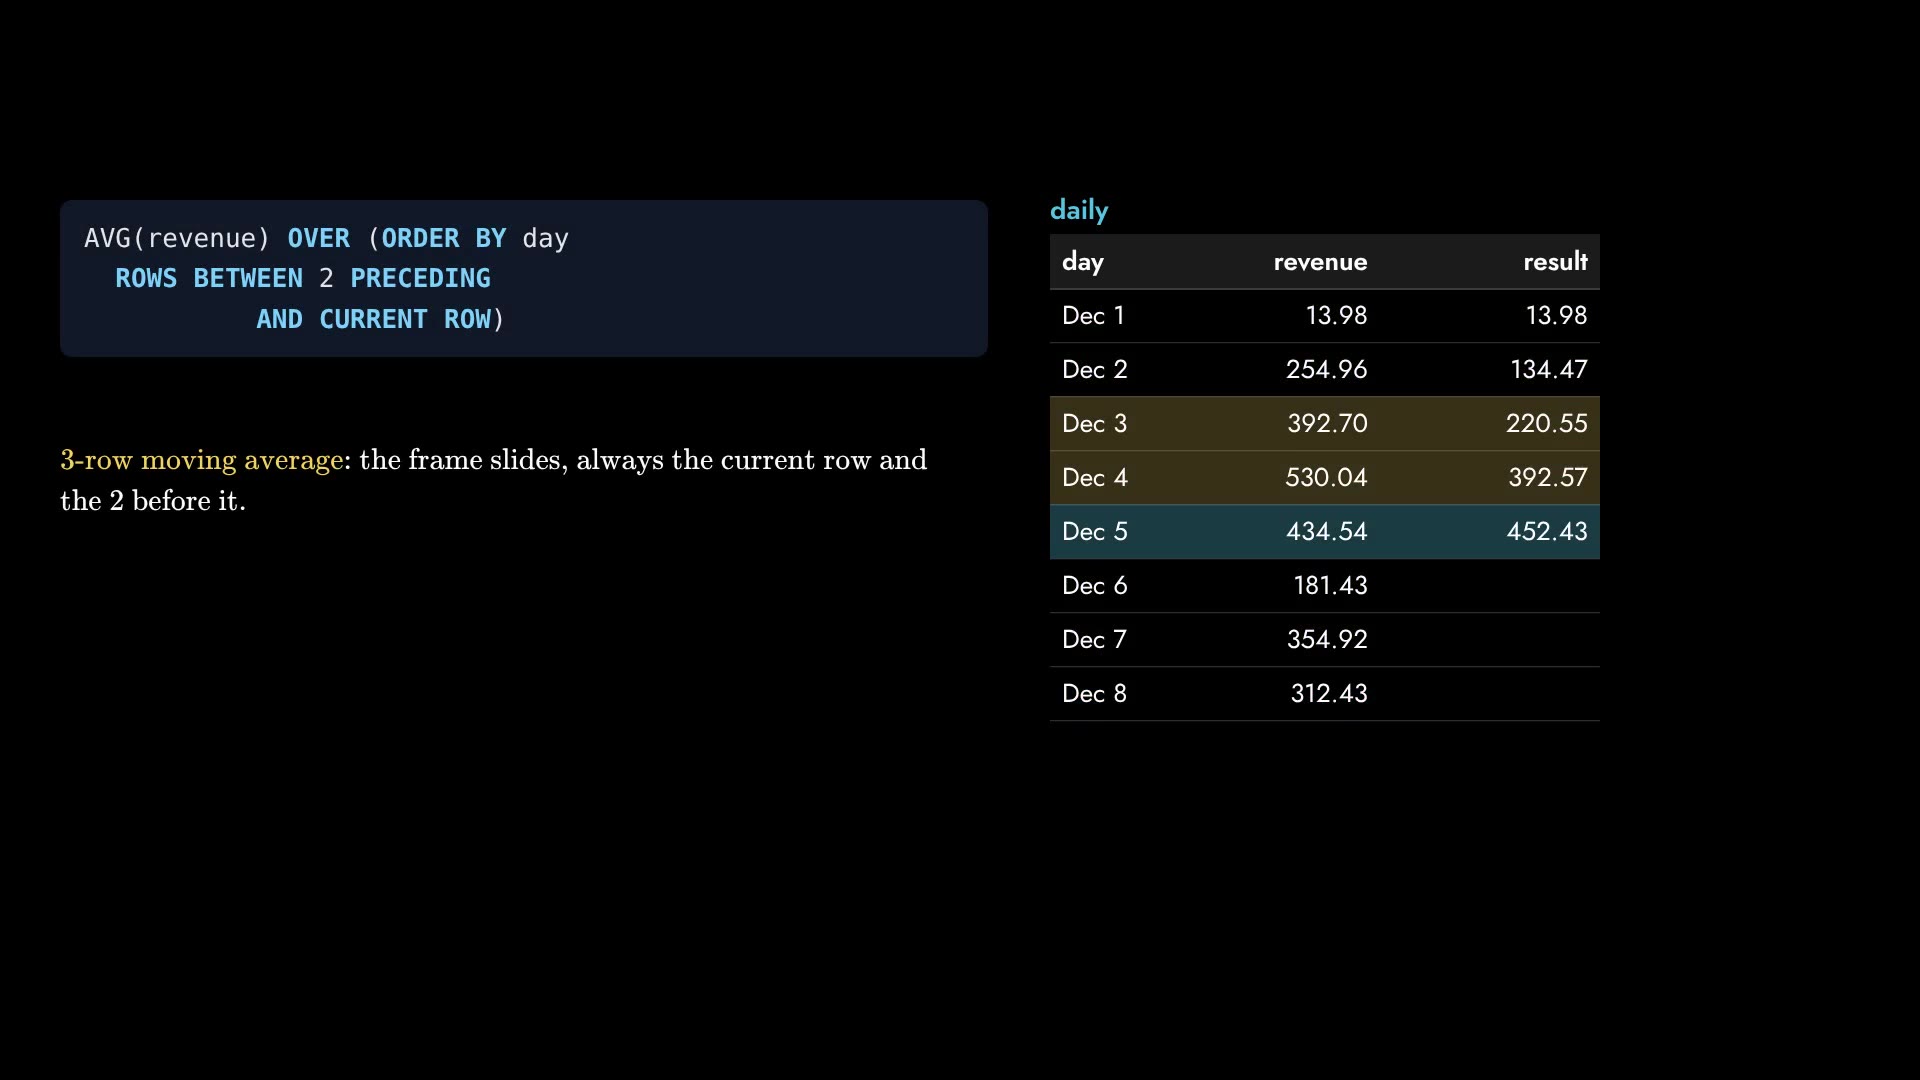 AVG(revenue) OVER (ORDER BY day
ROWS BETWEEN 2 PRECEDING
AND CURRENT ROW)
3-row moving average: the frame slides, always the current row and
the 2 before it.
daily
day revenue result
Dec 1 13.98 13.98
Dec 2 254.96 134.47
Dec 3 392.70 220.55
Dec 4 530.04 392.57
Dec 5 434.54 452.43
Dec 6 181.43
Dec 7 354.92
Dec 8 312.43